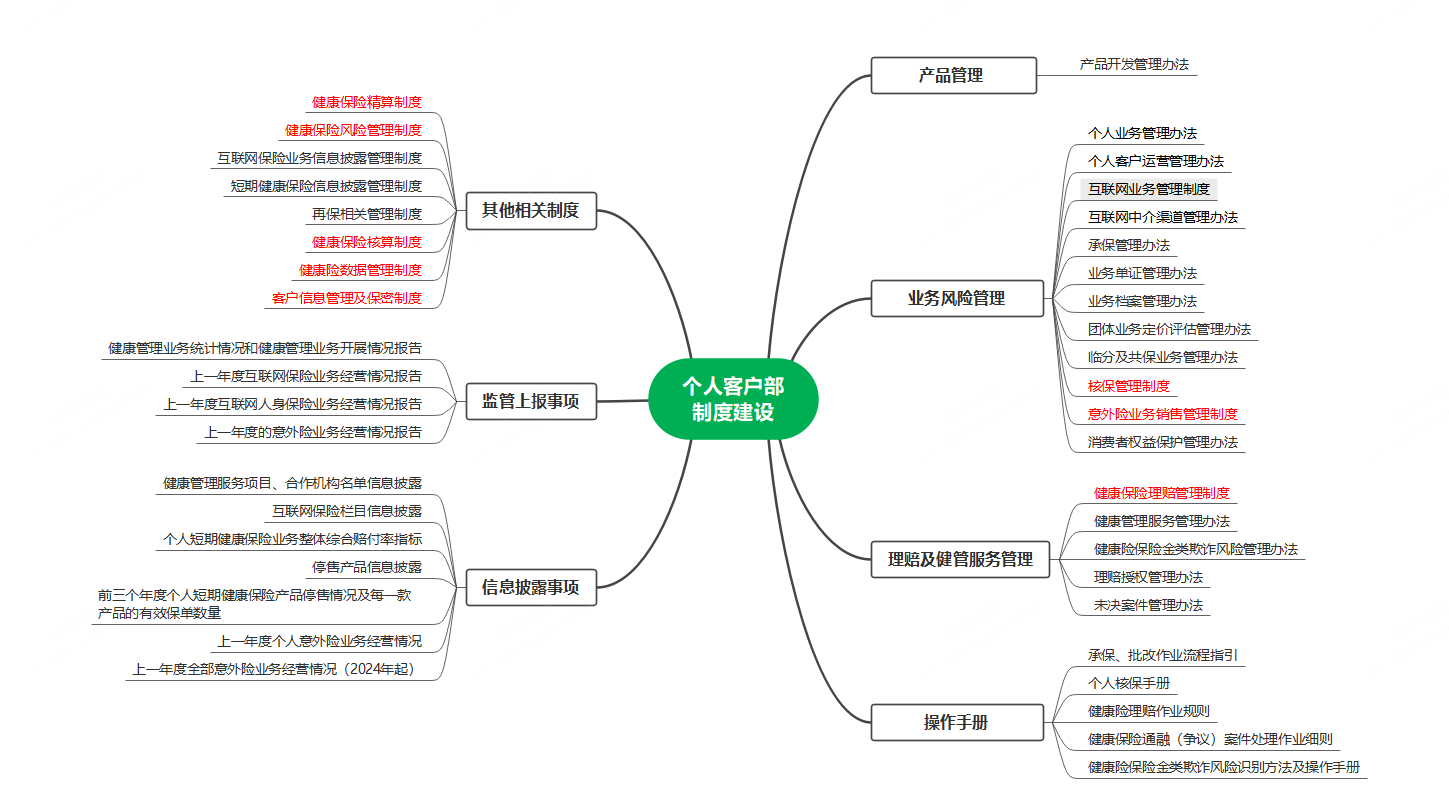 个人客户部
制度建设
产品管理
产品开发管理办法
业务风险管理
个人业务管理办法
个人客户运营管理办法
互联网业务管理制度
互联网中介渠道管理办法
承保管理办法
业务单证管理办法
业务档案管理办法
团体业务定价评估管理办法
临分及共保业务管理办法
核保管理制度
意外险业务销售管理制度
消费者权益保护管理办法
理赔及健管服务管理
健康保险理赔管理制度
健康管理服务管理办法
健康险保险金类欺诈风险管理办法
理赔授权管理办法
未决案件管理办法
操作手册
承保、批改作业流程指引
个人核保手册
健康险理赔作业规则
健康保险通融（争议）案件处理作业细则
健康险保险金类欺诈风险识别方法及操作手册
其他相关制度
健康保险精算制度
健康保险风险管理制度
互联网保险业务信息披露管理制度
短期健康保险信息披露管理制度
再保相关管理制度
健康保险核算制度
健康险数据管理制度
客户信息管理及保密制度
监管上报事项
健康管理业务统计情况和健康管理业务开展情况报告
上一年度互联网保险业务经营情况报告
上一年度互联网人身保险业务经营情况报告
上一年度的意外险业务经营情况报告
信息披露事项
健康管理服务项目、合作机构名单信息披露
互联网保险栏目信息披露
个人短期健康保险业务整体综合赔付率指标
停售产品信息披露
前三个年度个人短期健康保险产品停售情况及每一款
产品的有效保单数量
上一年度个人意外险业务经营情况
上一年度全部意外险业务经营情况（2024年起）